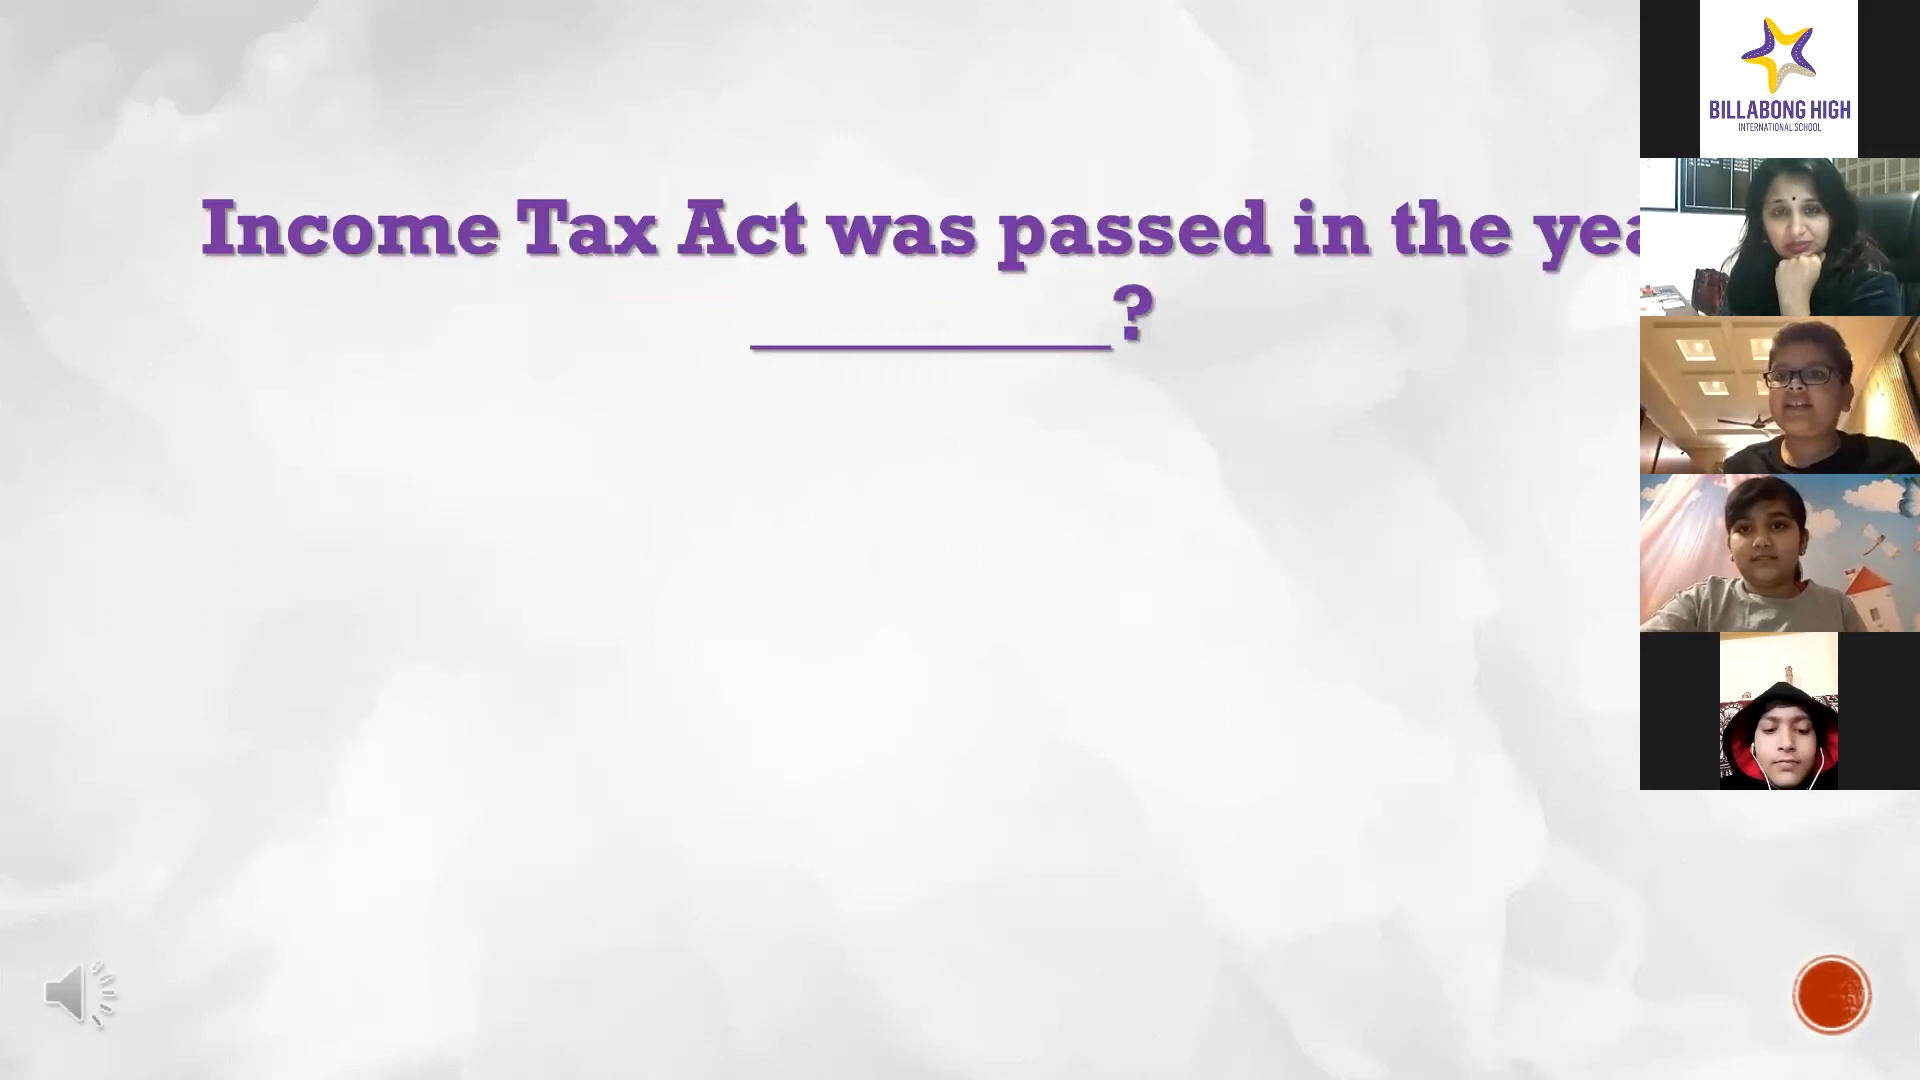 Income Tax Act was passed in the yea
__________?
BILLABONG HIGH
INTERNATIONAL SCHOOL